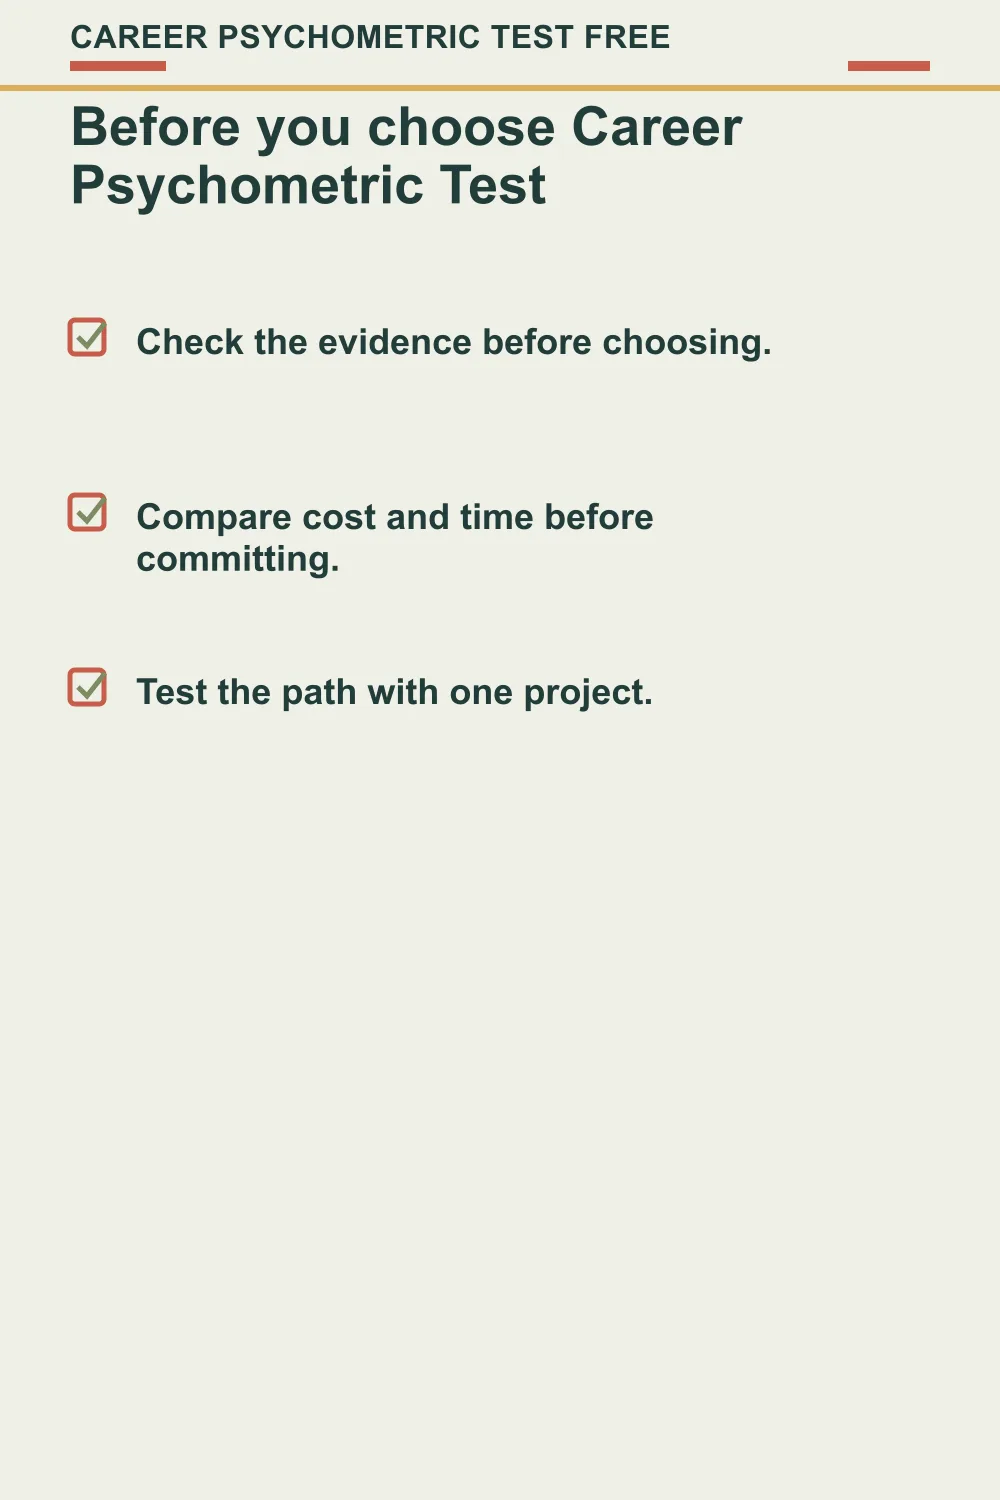 CAREER PSYCHOMETRIC TEST FREE
Before you choose Career
Psychometric Test
Check the evidence before choosing.
Compare cost and time before
committing.
Test the path with one project.